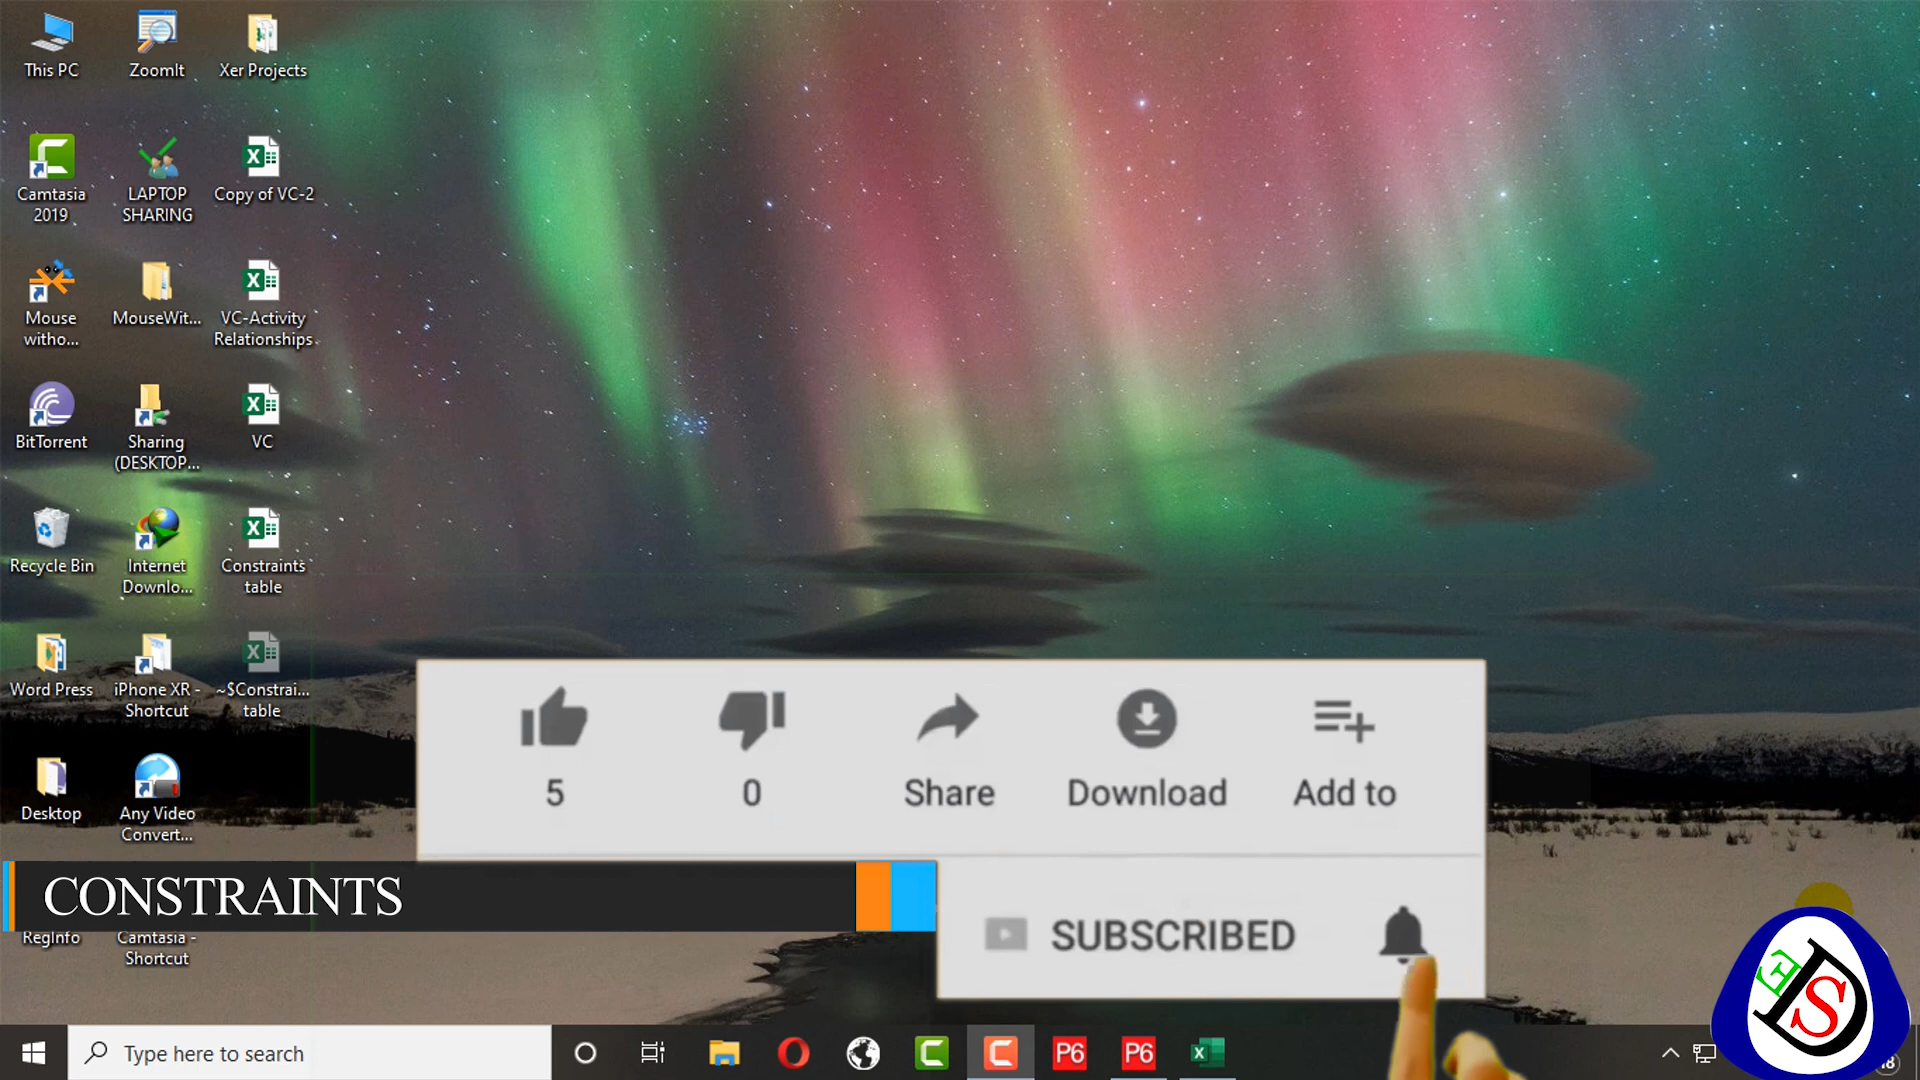 This PC
ZoomIt
Xer Projects
Camtasia
2019
LAPTOP
SHARING
Copy of VC-2
Mouse
witho...
MouseWit...
VC-Activity
Relationships
BitTorrent
Sharing
(DESKTOP...
VC
Recycle Bin
Internet
Downlo...
Constraints
table
Word Press
iPhone XR -
Shortcut
~$Constrai...
table
Desktop
Any Video
Convert...
5
0
Share
Download
Add to
CONSTRAINTS
SUBSCRIBED
RegInfo
Camtasia -
Shortcut
E
D
S
Type here to search
P6
P6